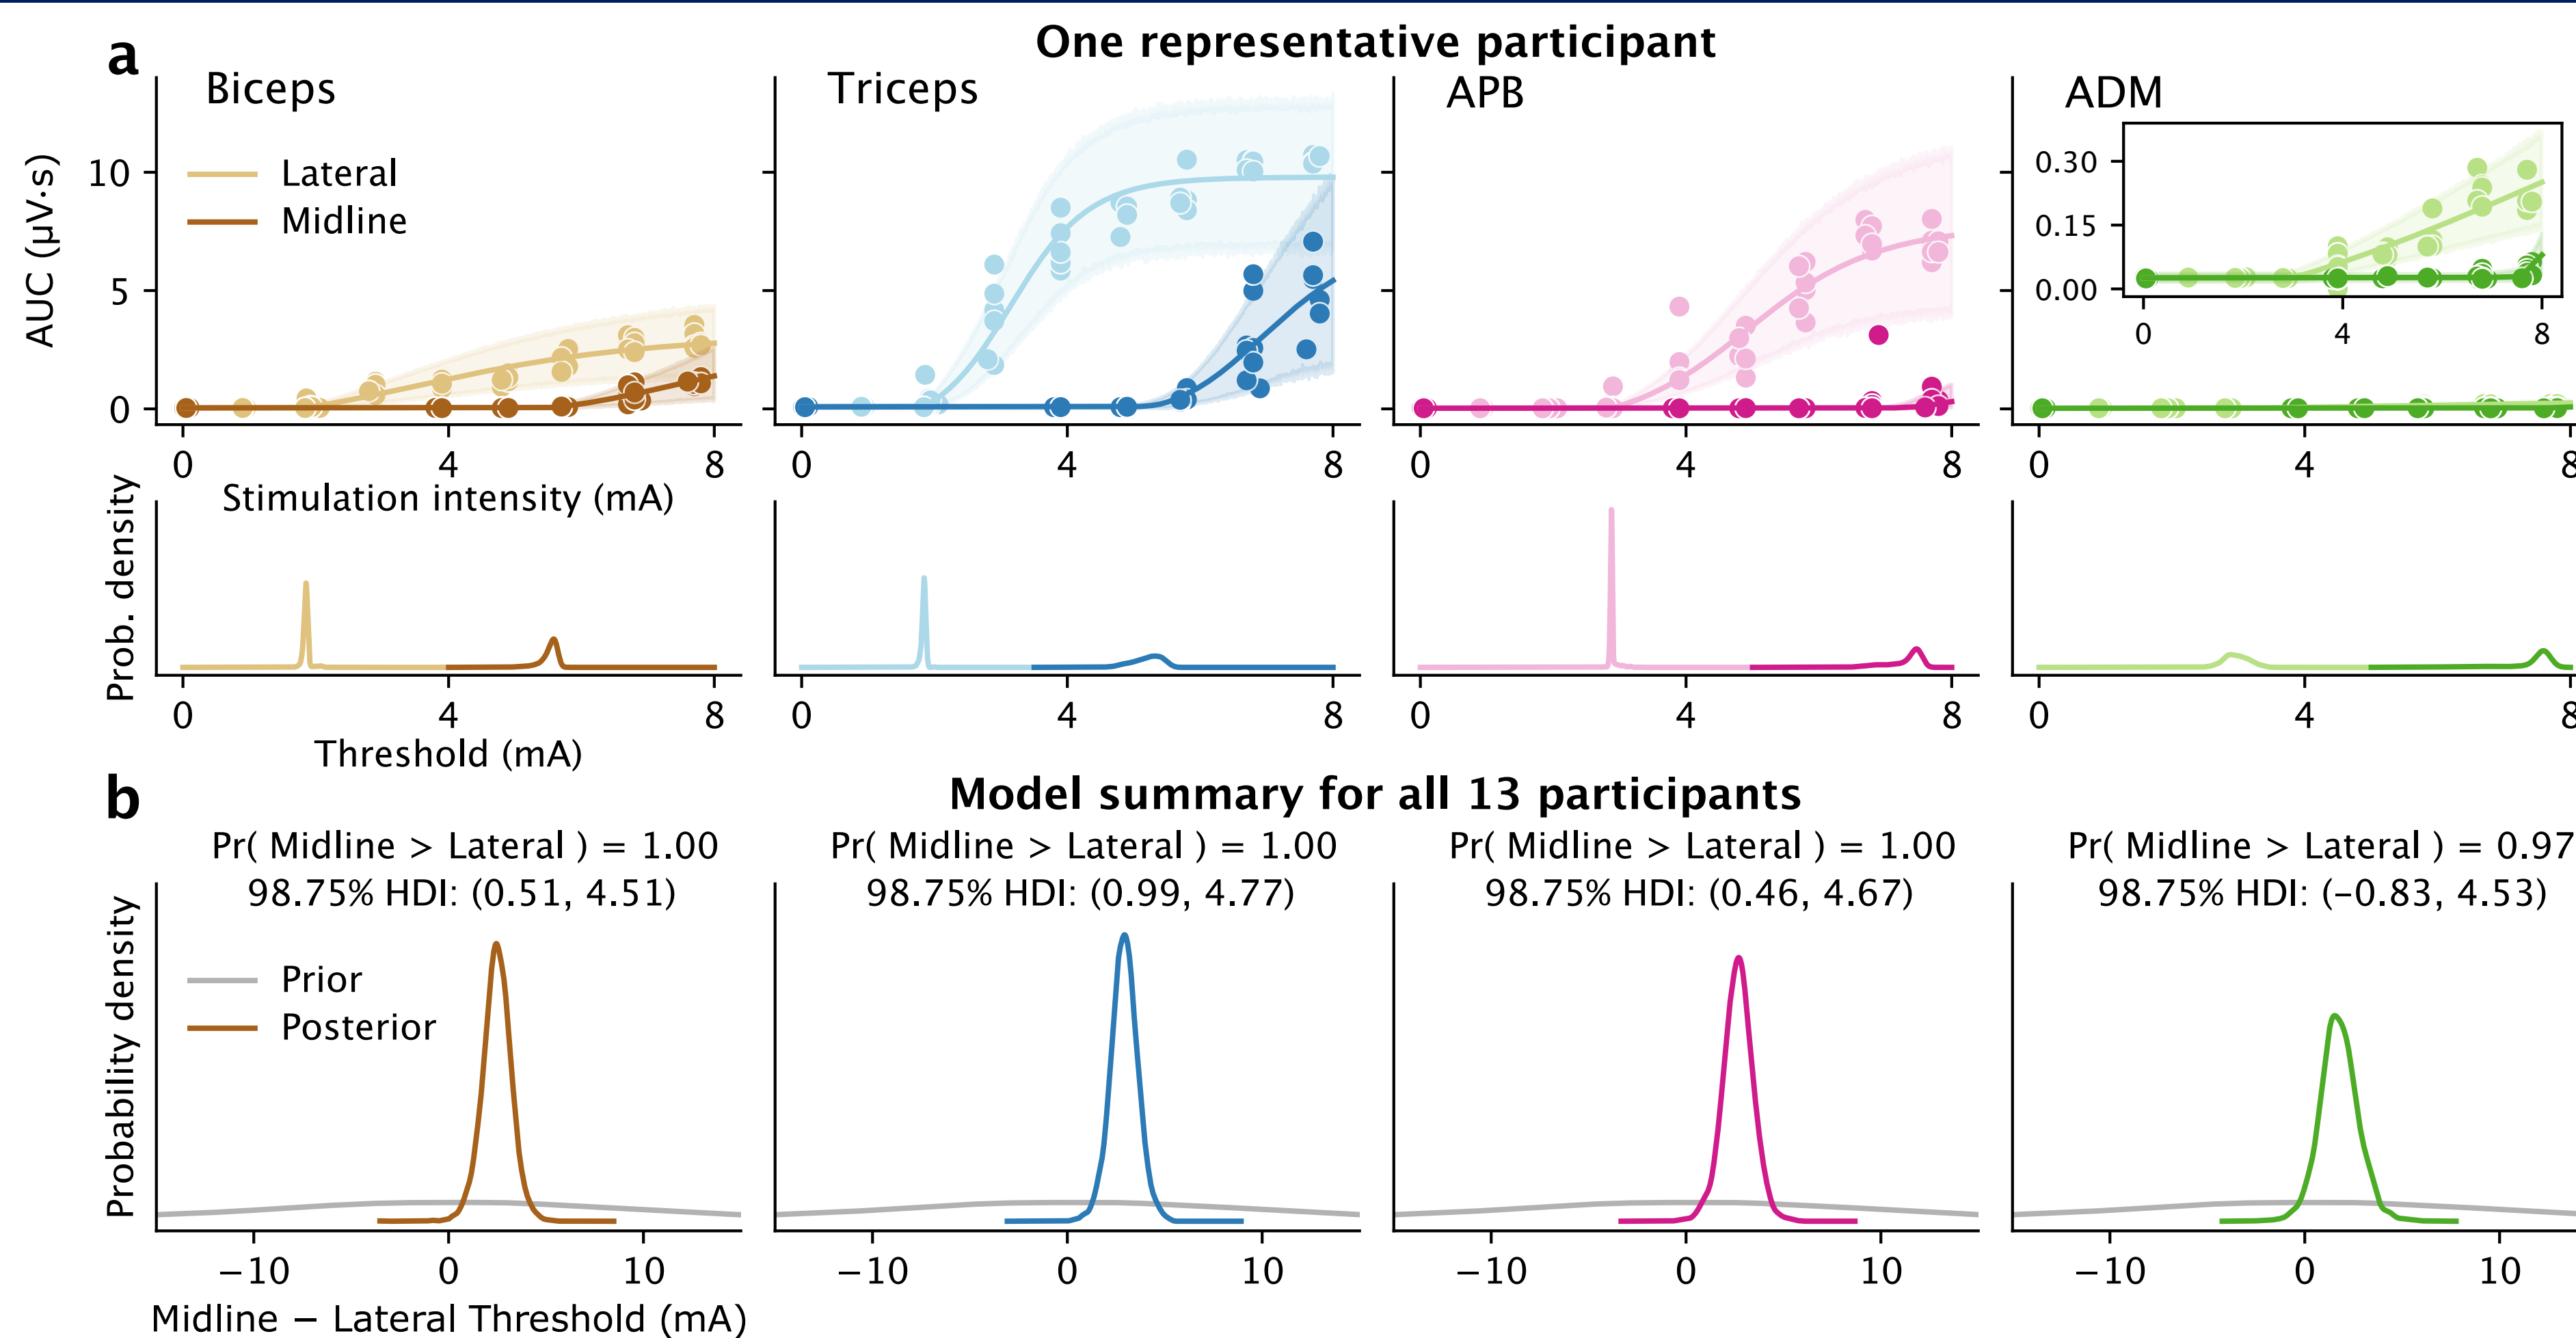 a
One representative participant
Biceps
Triceps
APB
ADM
AUC (µV·s)
10
5
0
Lateral
Midline
0.30
0.15
0.00
0 4 8
0 4 8
0 4 8
0 4 8
0 4 8
Stimulation intensity (mA)
Prob. density
0 4 8
0 4 8
0 4 8
0 4 8
Threshold (mA)
b
Model summary for all 13 participants
Pr( Midline > Lateral ) = 1.00
98.75% HDI: (0.51, 4.51)
Pr( Midline > Lateral ) = 1.00
98.75% HDI: (0.99, 4.77)
Pr( Midline > Lateral ) = 1.00
98.75% HDI: (0.46, 4.67)
Pr( Midline > Lateral ) = 0.97
98.75% HDI: (−0.83, 4.53)
Probability density
Prior
Posterior
−10 0 10
−10 0 10
−10 0 10
−10 0 10
Midline − Lateral Threshold (mA)